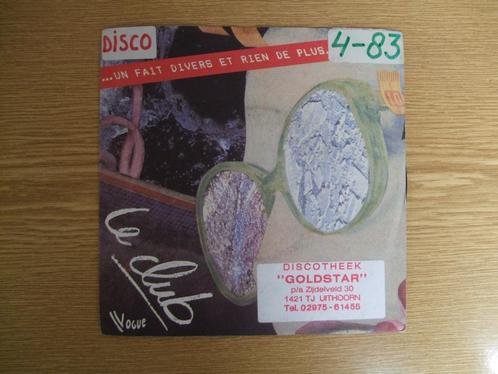 DISCO
4-83
...UN FAIT DIVERS ET RIEN DE PLUS.
Le Club
VOGUE
DISCOTHEEK
"GOLDSTAR"
p/a Zijdelveld 30
1421 TJ UITHOORN
Tel. 02975-61455